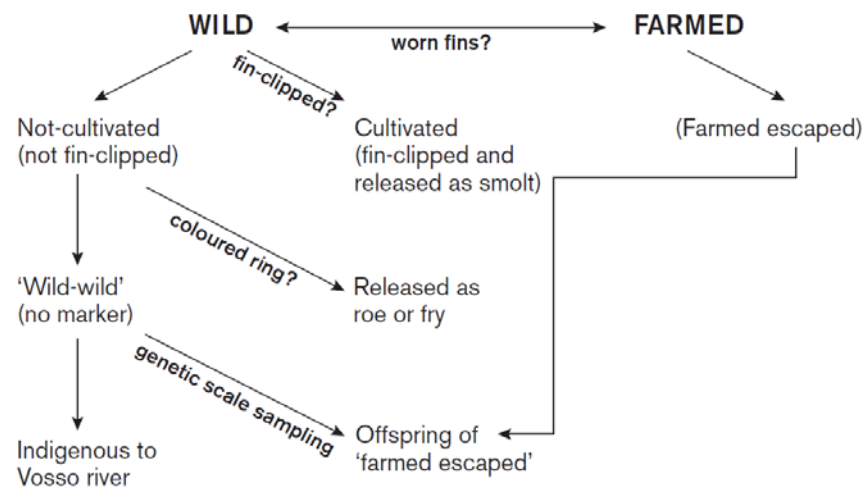 WILD
worn fins?
FARMED
fin-clipped?
Not-cultivated
(not fin-clipped)
Cultivated
(fin-clipped and
released as smolt)
(Farmed escaped)
coloured ring?
'Wild-wild'
(no marker)
Released as
roe or fry
genetic scale sampling
Indigenous to
Vosso river
Offspring of
'farmed escaped'